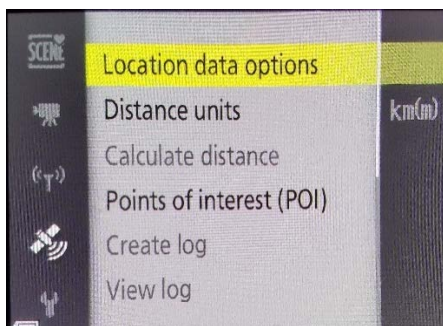 SCENE
Location data options
Distance units km(m)
Calculate distance
Points of interest (POI)
Create log
View log